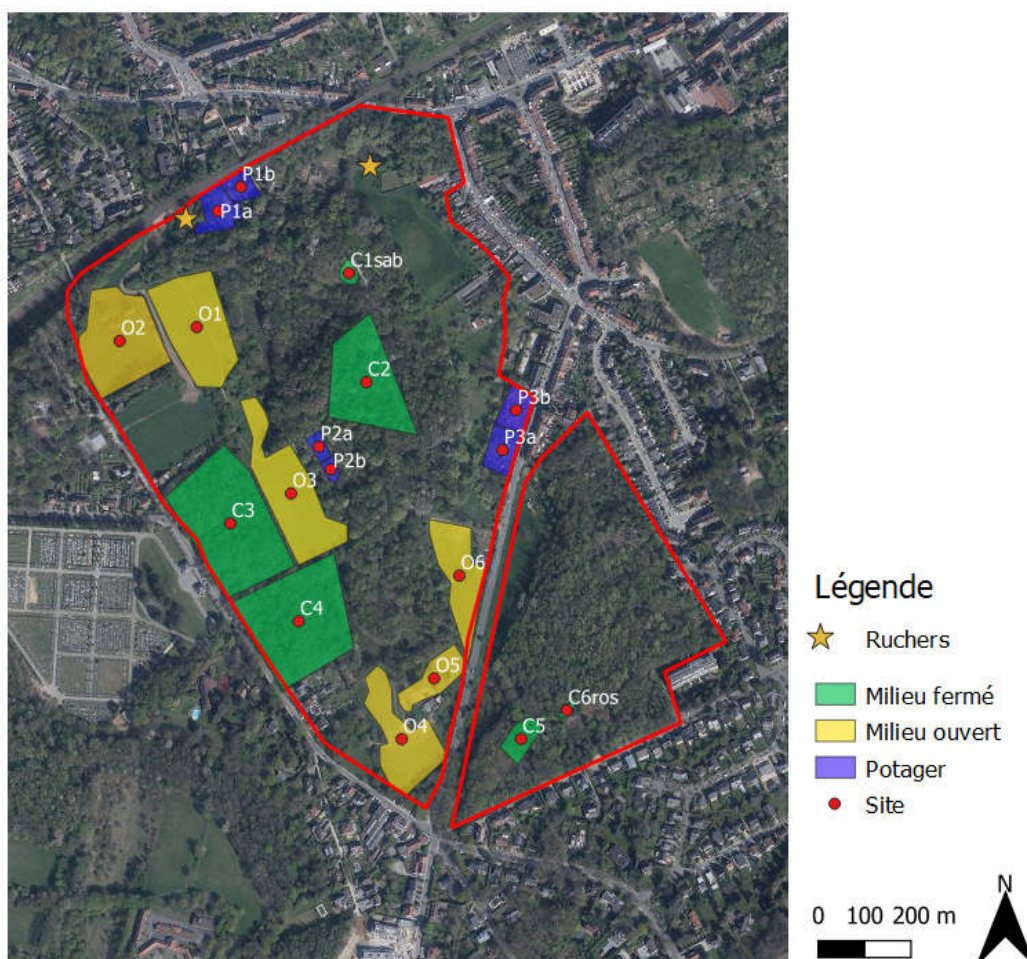 P1b
P1a
C1sab
O2
O1
C2
P3b
P2a
P3a
P2b
O3
C3
O6
C4
O5
C6ros
O4
C5
Légende
Ruchers
Milieu fermé
Milieu ouvert
Potager
Site
N
0 100 200 m